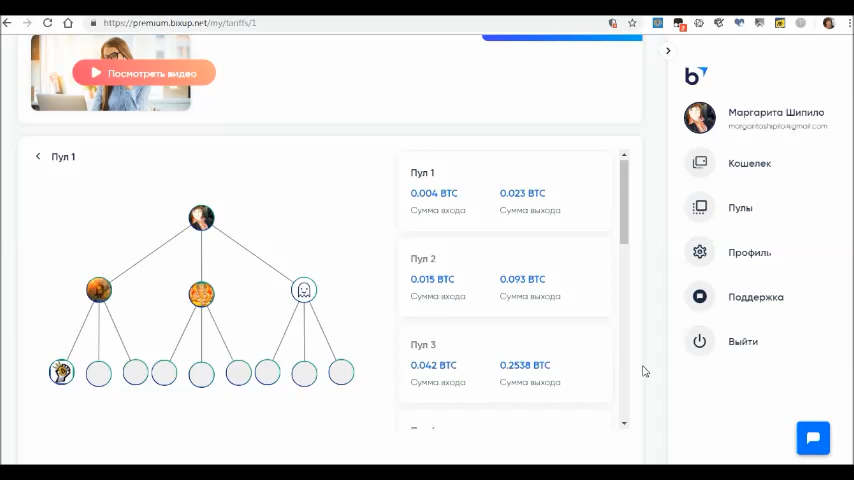 https://premium.bixup.net/my/tariffs/1
2
Посмотреть видео
Пул 1
Пул 1
0.004 BTC
0.023 BTC
Сумма входа
Сумма выхода
Пул 2
0.015 BTC
0.093 BTC
Сумма входа
Сумма выхода
Пул 3
0.042 BTC
0.2538 BTC
Сумма входа
Сумма выхода
b
Маргарита Шипило
margaritashipilo@gmail.com
Кошелек
Пулы
Профиль
Поддержка
Выйти